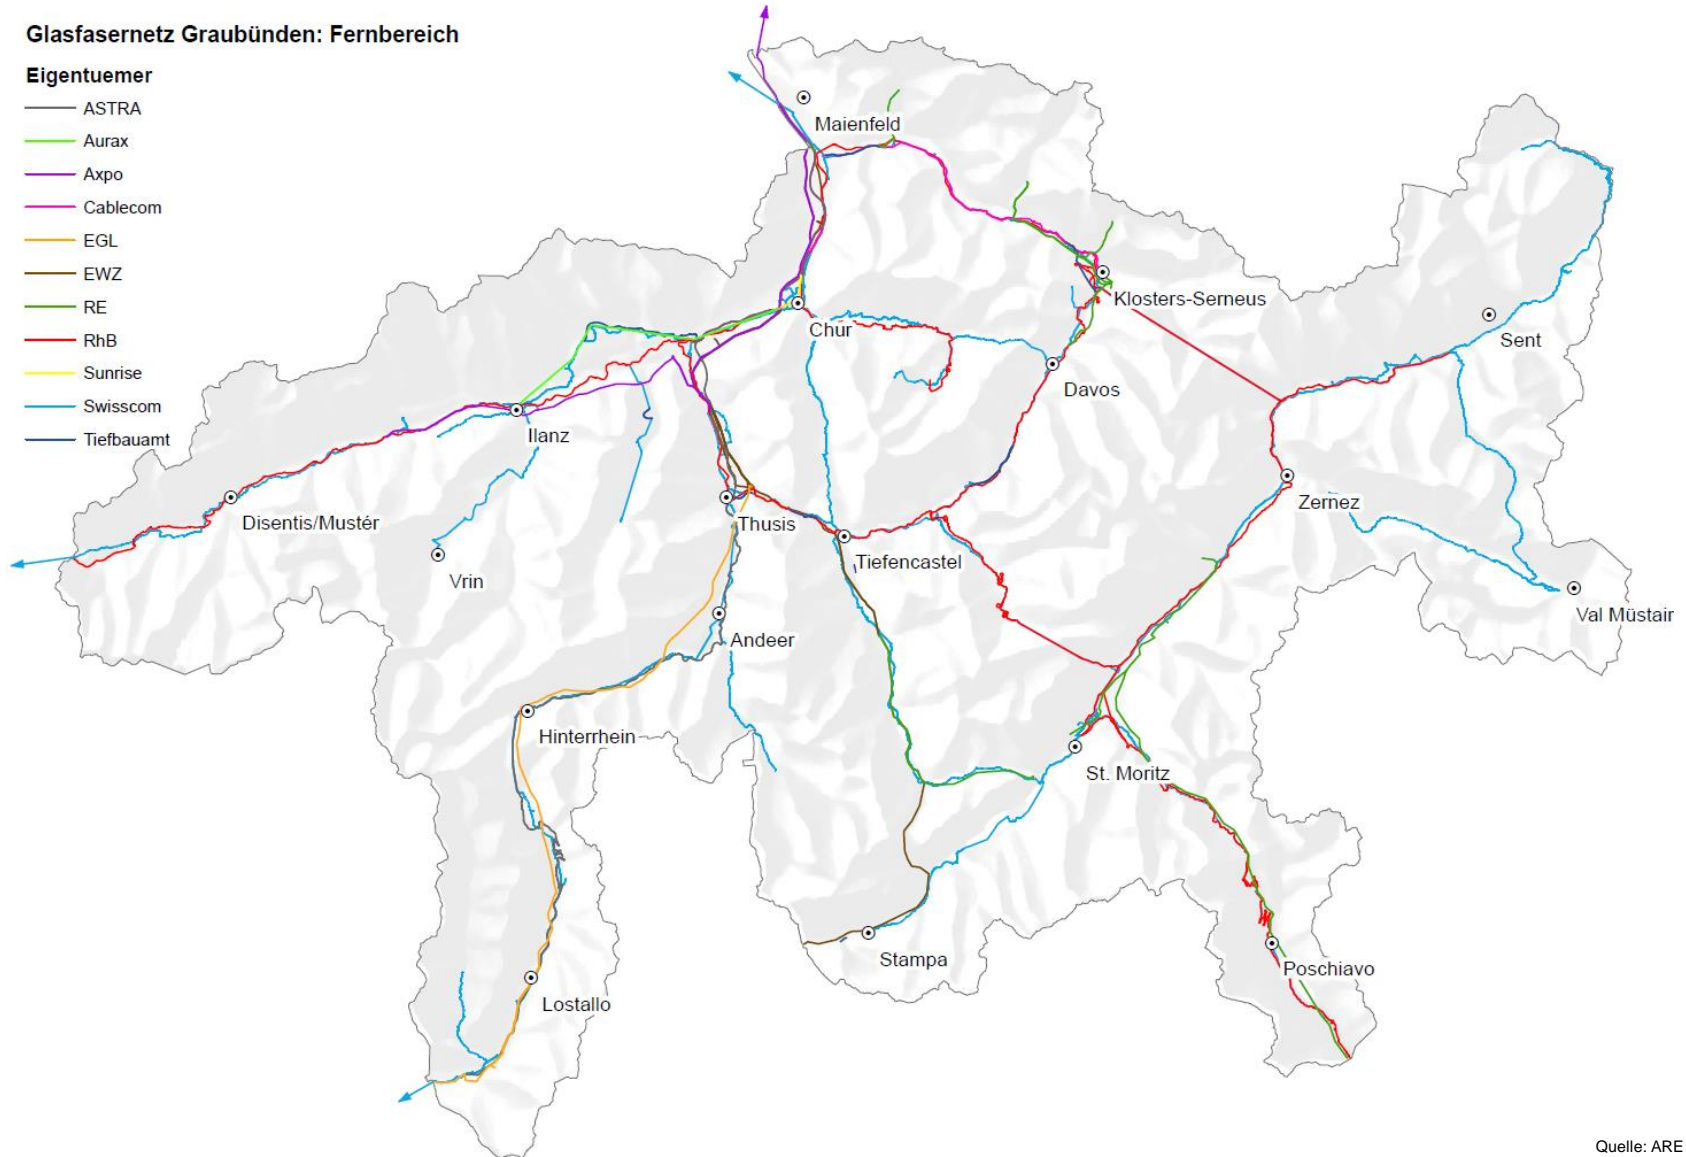 Glasfasernetz Graubünden: Fernbereich
Eigentuemer
ASTRA
Aurax
Axpo
Cablecom
EGL
EWZ
RE
RhB
Sunrise
Swisscom
Tiefbauamt
Maienfeld
Klosters-Serneus
Chur
Sent
Davos
Ilanz
Zernez
Disentis/Mustér
Thusis
Tiefencastel
Vrin
Val Müstair
Andeer
Hinterrhein
St. Moritz
Stampa
Poschiavo
Lostallo
Quelle: ARE